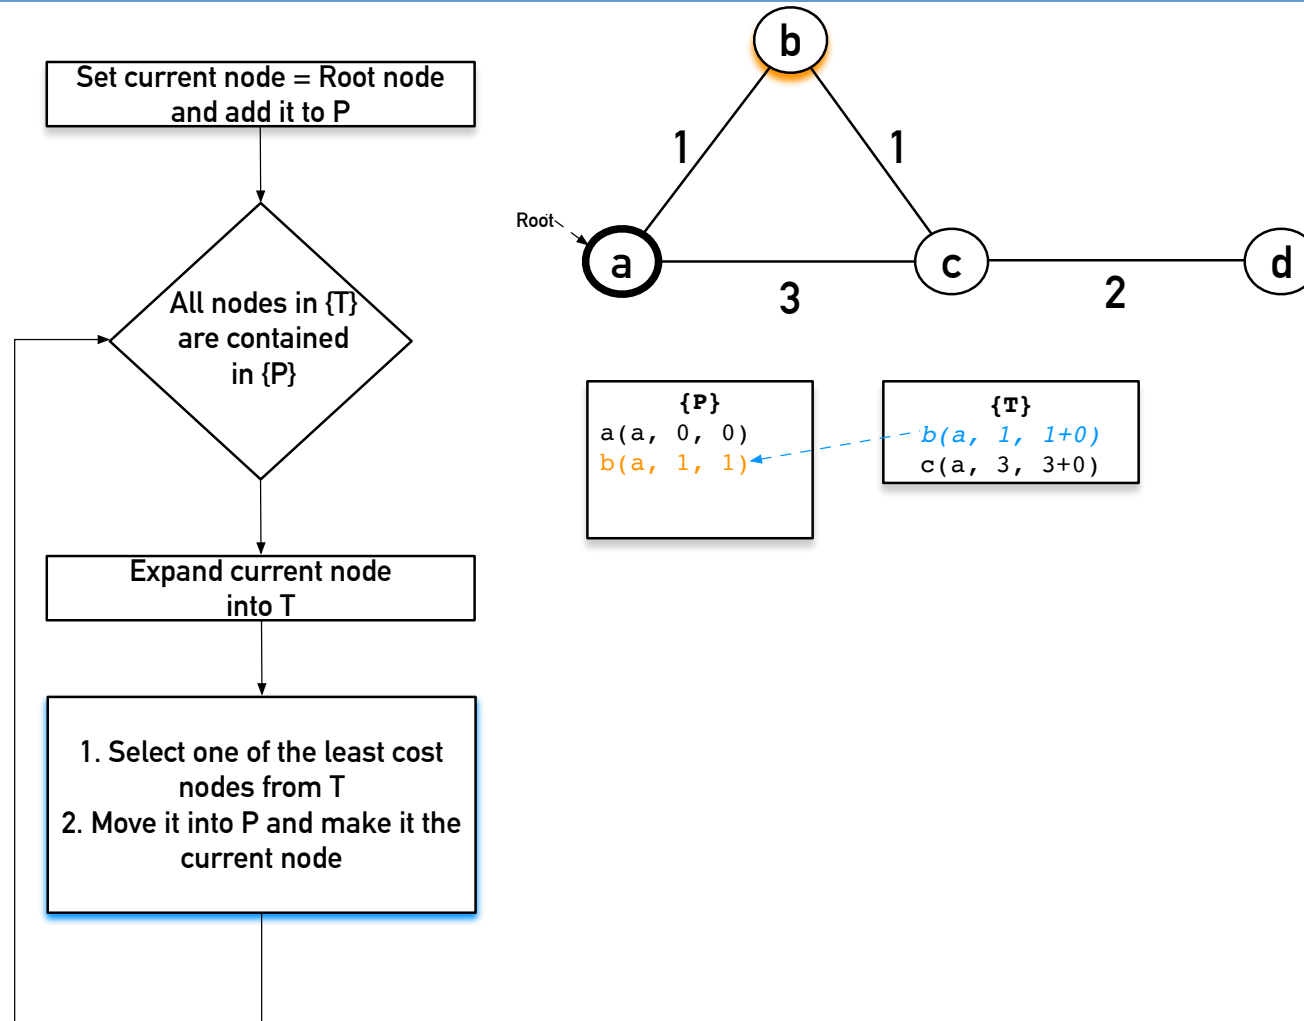 Set current node = Root node
and add it to P
All nodes in {T}
are contained
in {P}
Expand current node
into T
1. Select one of the least cost
nodes from T
2. Move it into P and make it the
current node
b
1
1
Root
a
c
d
3
2
{P}
a(a, 0, 0)
b(a, 1, 1)
{T}
b(a, 1, 1+0)
c(a, 3, 3+0)